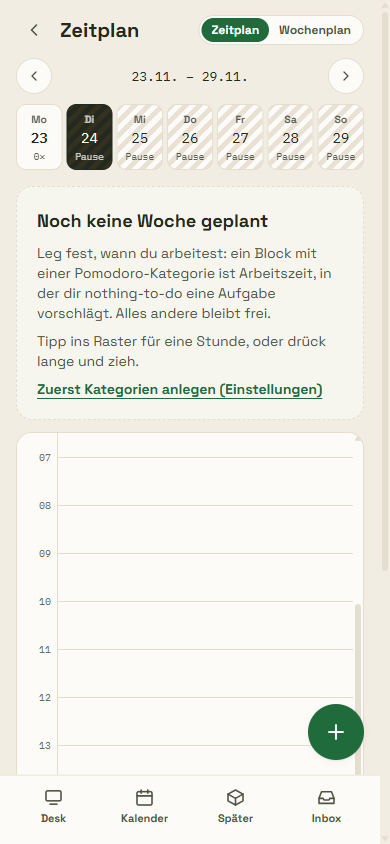 Zeitplan
Zeitplan Wochenplan
23.11. – 29.11.
Mo Di Mi Do Fr Sa So
23 24 25 26 27 28 29
0× Pause Pause Pause Pause Pause Pause
Noch keine Woche geplant
Leg fest, wann du arbeitest: ein Block mit
einer Pomodoro-Kategorie ist Arbeitszeit, in
der dir nothing-to-do eine Aufgabe
vorschlägt. Alles andere bleibt frei.
Tipp ins Raster für eine Stunde, oder drück
lange und zieh.
Zuerst Kategorien anlegen (Einstellungen)
07
08
09
10
11
12
13
Desk Kalender Später Inbox